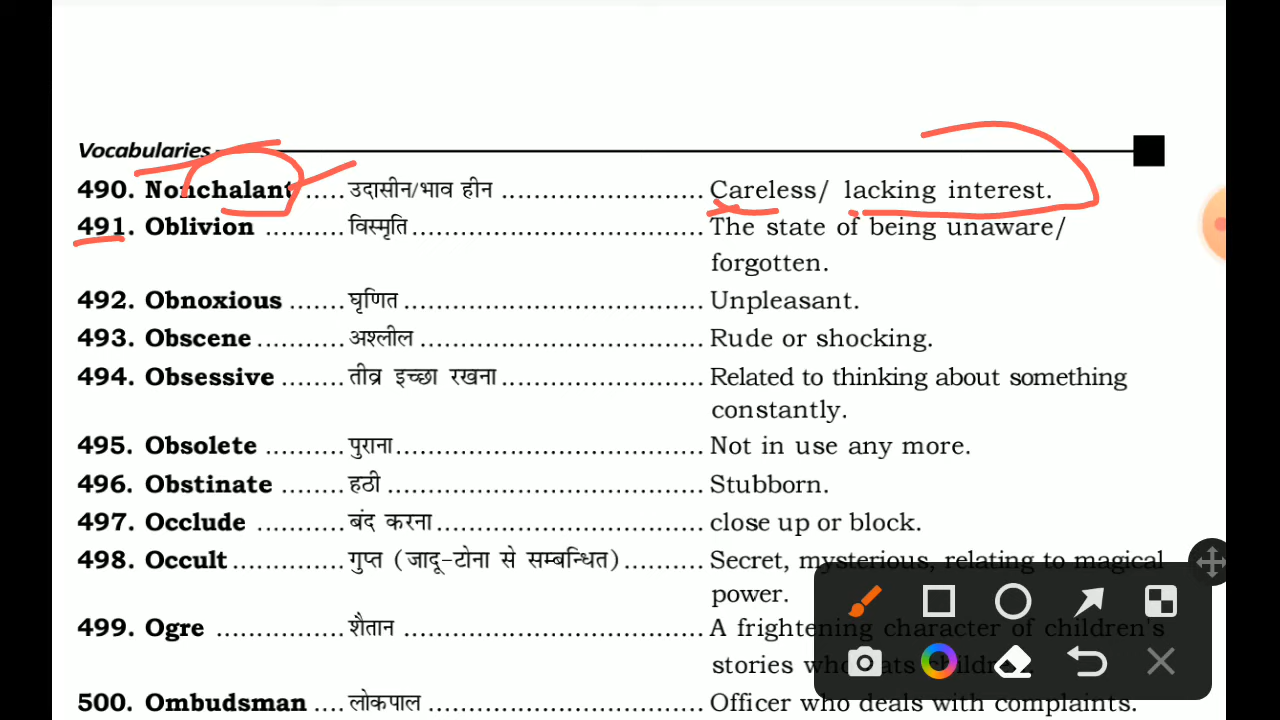 Vocabularies
490. Nonchalant ..... उदासीन/भाव हीन ........................ Careless/ lacking interest.
491. Oblivion ......... विस्मृति .................................. The state of being unaware/
forgotten.
492. Obnoxious ....... घृणित ................................... Unpleasant.
493. Obscene .......... अश्लील ................................. Rude or shocking.
494. Obsessive ........ तीव्र इच्छा रखना ........................ Related to thinking about something
constantly.
495. Obsolete ......... पुराना.................................... Not in use any more.
496. Obstinate ........ हठी ..................................... Stubborn.
497. Occlude .......... बंद करना............................... close up or block.
498. Occult ............. गुप्त (जादू-टोना से सम्बन्धित) .......... Secret, mysterious, relating to magical
power.
499. Ogre ............... शैतान ................................... A frightening character of children's
stories who eats children.
500. Ombudsman .... लोकपाल ................................ Officer who deals with complaints.